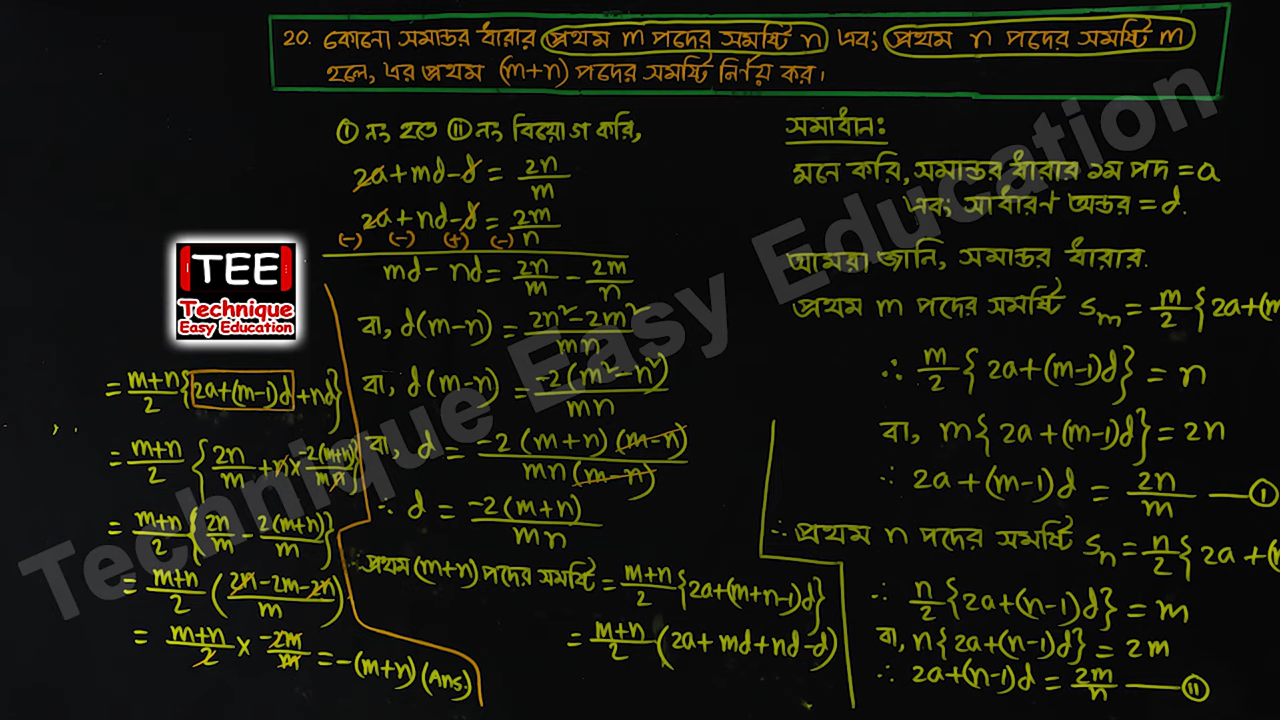 20. কোনো সমান্তর ধারার প্রথম m পদের সমষ্টি n এবং প্রথম n পদের সমষ্টি m
হলে, এর প্রথম (m+n) পদের সমষ্টি নির্ণয় কর।
সমাধান:
মনে করি, সমান্তর ধারার ১ম পদ = a
এবং সাধারণ অন্তর = d.
আমরা জানি, সমান্তর ধারার.
প্রথম m পদের সমষ্টি Sₘ = m/2 {2a+(m
∴ m/2 {2a+(m-1)d} = n
বা, m{2a+(m-1)d} = 2n
∴ 2a+(m-1)d = 2n/m — (i)
∴ প্রথম n পদের সমষ্টি Sₙ = n/2 {2a+(
∴ n/2 {2a+(n-1)d} = m
বা, n{2a+(n-1)d} = 2m
∴ 2a+(n-1)d = 2m/n — (ii)
(i) নং হতে (ii) নং বিয়োগ করি,
2a+md-d = 2n/m
2a+nd-d = 2m/n
(-) (-) (+) (-)
md - nd = 2n/m - 2m/n
বা, d(m-n) = 2n²-2m²/mn
বা, d(m-n) = -2(m²-n²)/mn
বা, d = -2(m+n)(m-n)/mn(m-n)
∴ d = -2(m+n)/mn
∴ প্রথম (m+n) পদের সমষ্টি = m+n/2 {2a+(m+n-1)d}
= m+n/2 (2a+md+nd-d)
= m+n/2 {2a+(m-1)d+nd}
= m+n/2 {2n/m + n× -2(m+n)/mn}
= m+n/2 {2n/m - 2(m+n)/m}
= m+n/2 (2n-2m-2n/m)
= m+n/2 × -2m/m = -(m+n) (Ans.)
TEE
Technique
Easy Education
Technique Easy Education